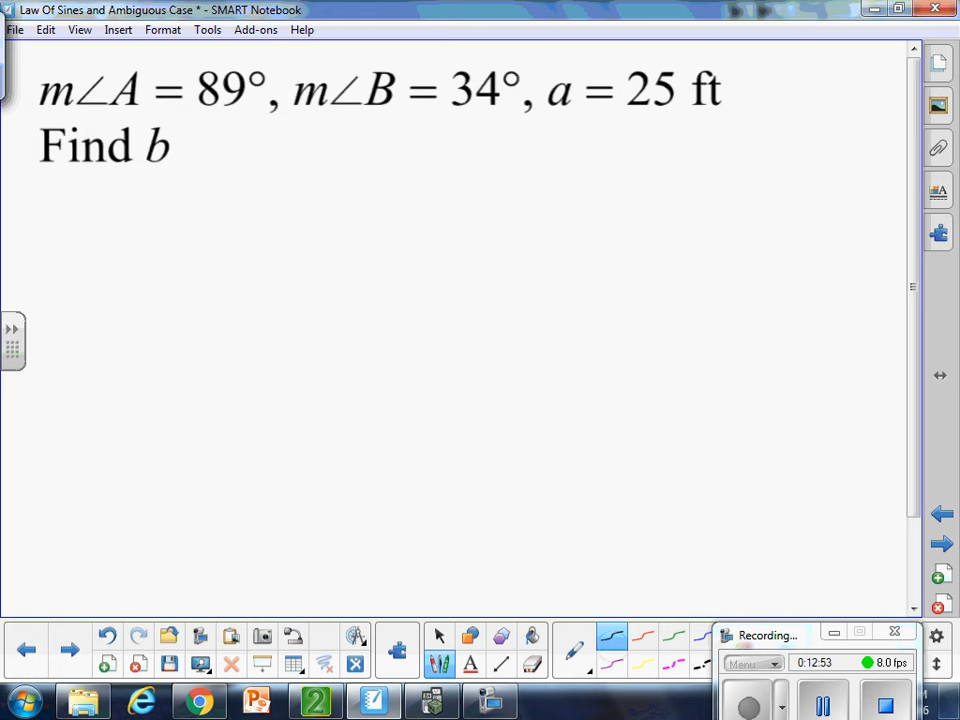 Law Of Sines and Ambiguous Case * - SMART Notebook
File Edit View Insert Format Tools Add-ons Help
m∠A = 89°, m∠B = 34°, a = 25 ft
Find b
Recording...
Menu 0:12:53 8.0 fps